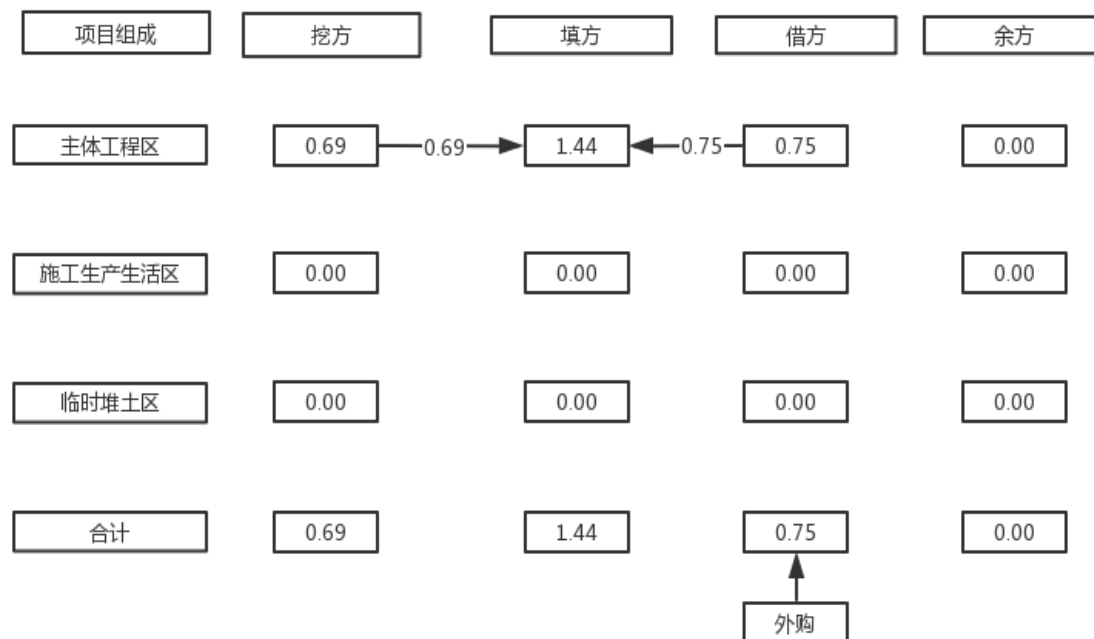 项目组成 挖方 填方 借方 余方
主体工程区 0.69 0.69 1.44 0.75 0.75 0.00
施工生产生活区 0.00 0.00 0.00 0.00
临时堆土区 0.00 0.00 0.00 0.00
合计 0.69 1.44 0.75 0.00
外购